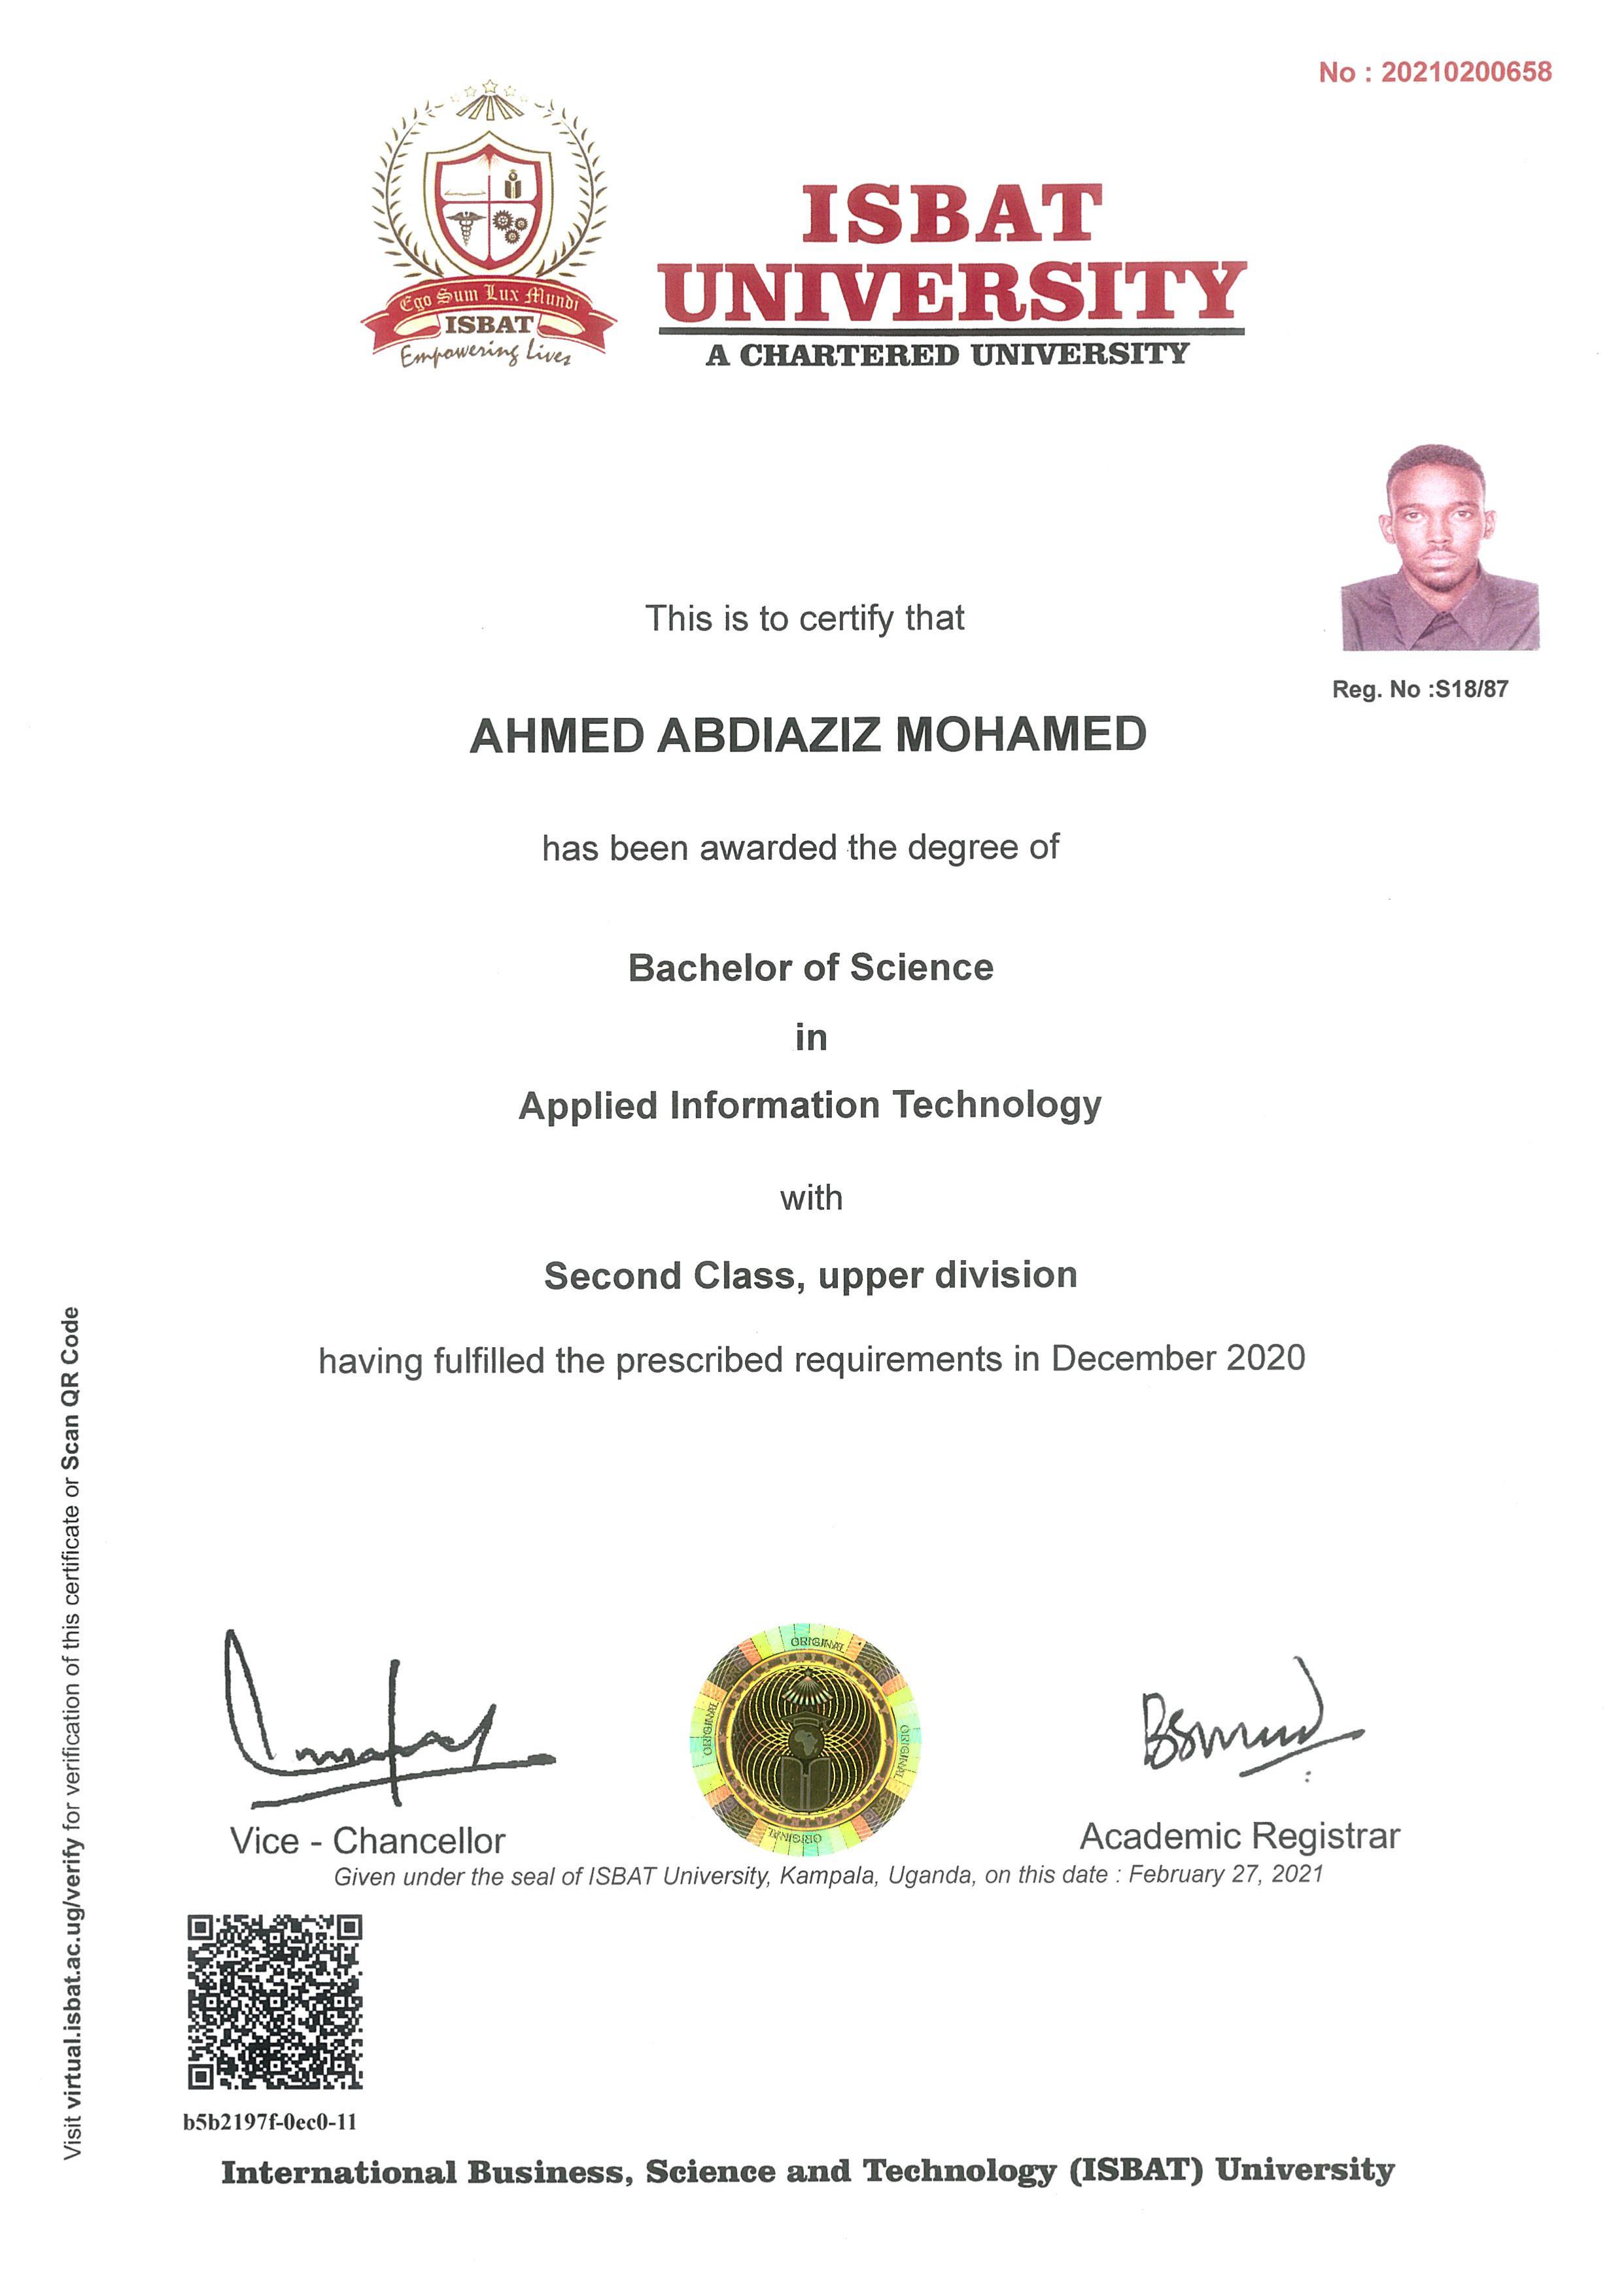 No : 20210200658
Ego Sum Lux Mundi
ISBAT
Empowering Lives
ISBAT
UNIVERSITY
A CHARTERED UNIVERSITY
This is to certify that
Reg. No :S18/87
AHMED ABDIAZIZ MOHAMED
has been awarded the degree of
Bachelor of Science
in
Applied Information Technology
with
Second Class, upper division
having fulfilled the prescribed requirements in December 2020
Visit virtual.isbat.ac.ug/verify for verification of this certificate or Scan QR Code
ORIGINAL
ORIGINAL
ORIGINAL
ORIGINAL
ISBAT UNIVERSITY
Vice - Chancellor
Academic Registrar
Given under the seal of ISBAT University, Kampala, Uganda, on this date : February 27, 2021
b5b2197f-0ec0-11
International Business, Science and Technology (ISBAT) University